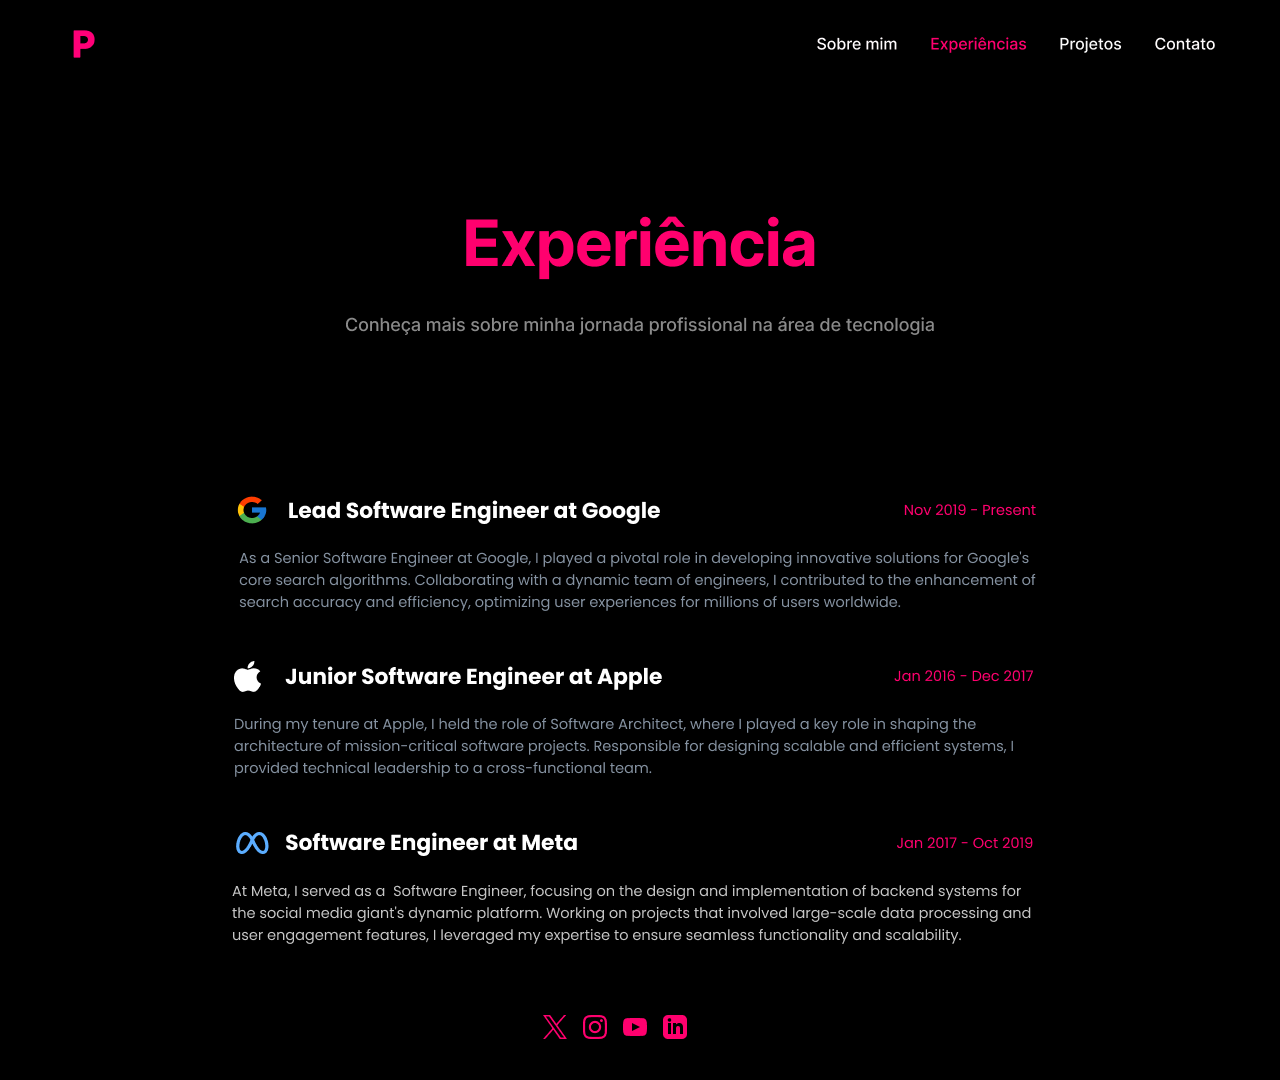 P
Sobre mim Experiências Projetos Contato
Experiência
Conheça mais sobre minha jornada profissional na área de tecnologia
Lead Software Engineer at Google Nov 2019 - Present
As a Senior Software Engineer at Google, I played a pivotal role in developing innovative solutions for Google's
core search algorithms. Collaborating with a dynamic team of engineers, I contributed to the enhancement of
search accuracy and efficiency, optimizing user experiences for millions of users worldwide.
Junior Software Engineer at Apple Jan 2016 - Dec 2017
During my tenure at Apple, I held the role of Software Architect, where I played a key role in shaping the
architecture of mission-critical software projects. Responsible for designing scalable and efficient systems, I
provided technical leadership to a cross-functional team.
Software Engineer at Meta Jan 2017 - Oct 2019
At Meta, I served as a  Software Engineer, focusing on the design and implementation of backend systems for
the social media giant's dynamic platform. Working on projects that involved large-scale data processing and
user engagement features, I leveraged my expertise to ensure seamless functionality and scalability.